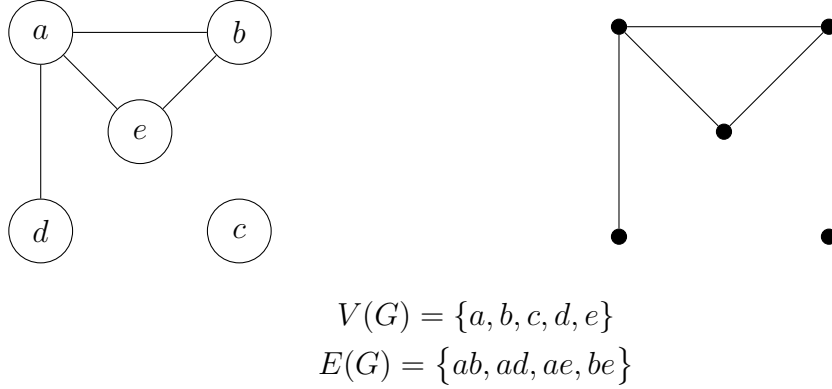 a b
e
d c
V(G) = {a, b, c, d, e}
E(G) = {ab, ad, ae, be}